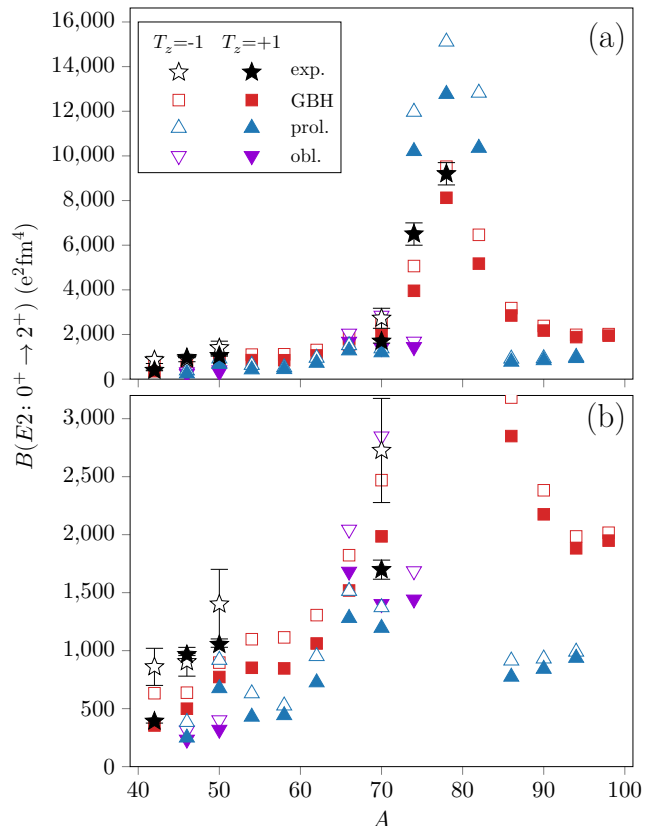 16,000
14,000
12,000
10,000
8,000
6,000
4,000
2,000
0
(a)
T_z=-1 T_z=+1
exp.
GBH
prol.
obl.
B(E2: 0⁺ → 2⁺) (e²fm⁴)
3,000
2,500
2,000
1,500
1,000
500
0
(b)
40 50 60 70 80 90 100
A